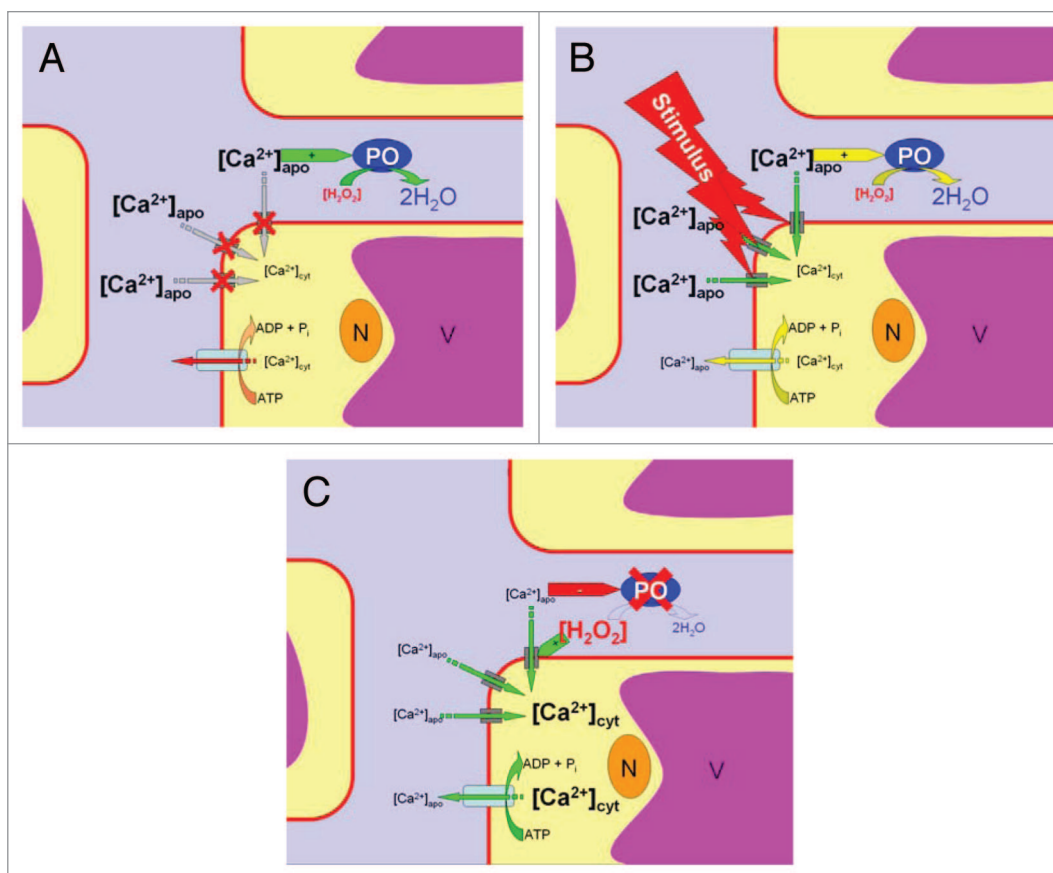 A
[Ca²⁺]apo + PO
[H₂O₂] 2H₂O
[Ca²⁺]apo
[Ca²⁺]apo [Ca²⁺]cyt
ADP + Pi N V
[Ca²⁺]cyt
ATP
B
Stimulus
[Ca²⁺]apo + PO
[H₂O₂] 2H₂O
[Ca²⁺]apo
[Ca²⁺]apo [Ca²⁺]cyt
ADP + Pi N V
[Ca²⁺]apo [Ca²⁺]cyt
ATP
C
[Ca²⁺]apo - PO
[H₂O₂] 2H₂O
+
[Ca²⁺]apo
[Ca²⁺]apo [Ca²⁺]cyt
ADP + Pi N V
[Ca²⁺]apo [Ca²⁺]cyt
ATP